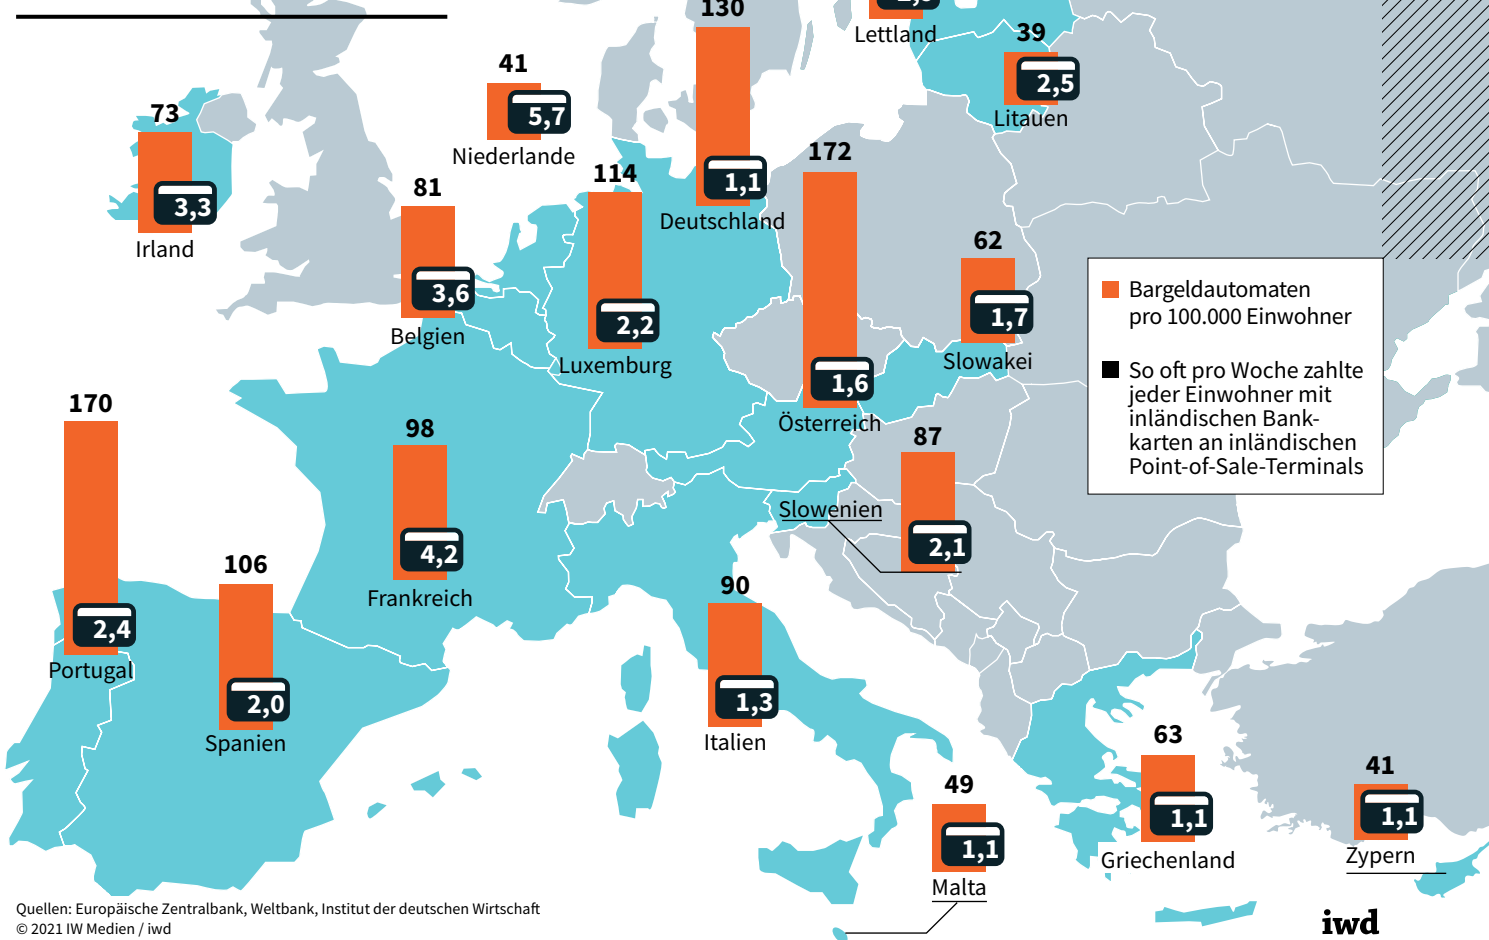 130
Lettland
39
2,5
Litauen
41
5,7
Niederlande
73
3,3
Irland
1,1
Deutschland
172
1,6
Österreich
114
2,2
Luxemburg
81
3,6
Belgien
62
1,7
Slowakei
Bargeldautomaten
pro 100.000 Einwohner
So oft pro Woche zahlte
jeder Einwohner mit
inländischen Bank-
karten an inländischen
Point-of-Sale-Terminals
170
2,4
Portugal
98
4,2
Frankreich
87
2,1
Slowenien
106
2,0
Spanien
90
1,3
Italien
49
1,1
Malta
63
1,1
Griechenland
41
1,1
Zypern
Quellen: Europäische Zentralbank, Weltbank, Institut der deutschen Wirtschaft
© 2021 IW Medien / iwd
iwd